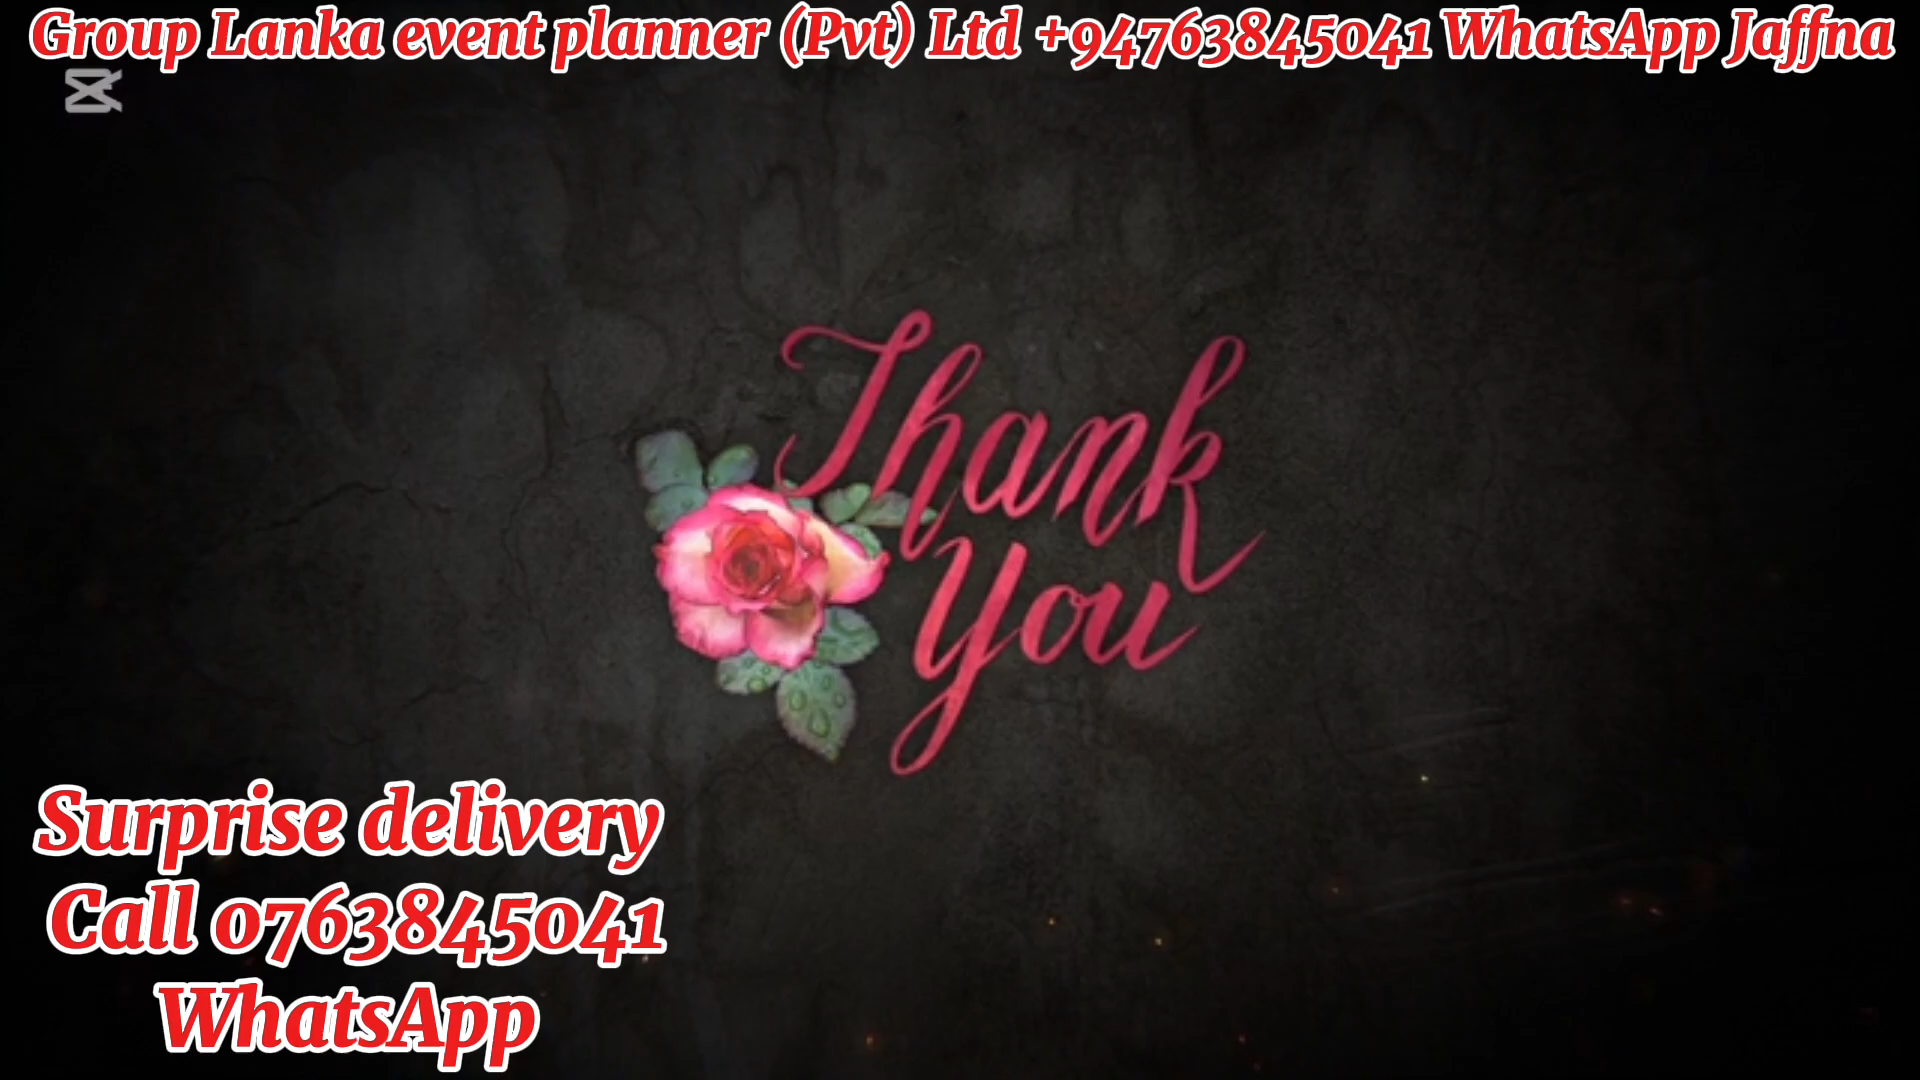 Group Lanka event planner (Pvt) Ltd +94763845041 WhatsApp Jaffna
Thank
You
Surprise delivery
Call 0763845041
WhatsApp